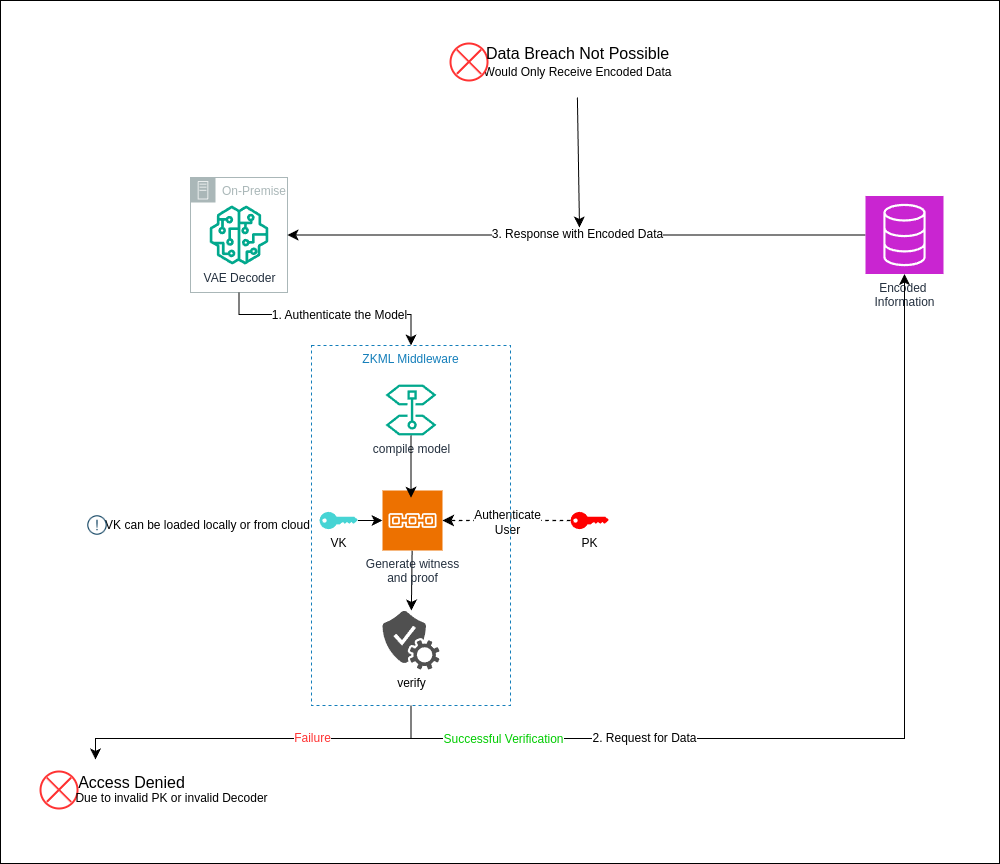 Data Breach Not Possible
Would Only Receive Encoded Data
On-Premise
VAE Decoder
3. Response with Encoded Data
Encoded
Information
1. Authenticate the Model
ZKML Middleware
compile model
! VK can be loaded locally or from cloud
VK
Authenticate
User
PK
Generate witness
and proof
verify
Failure
Successful Verification
2. Request for Data
Access Denied
Due to invalid PK or invalid Decoder